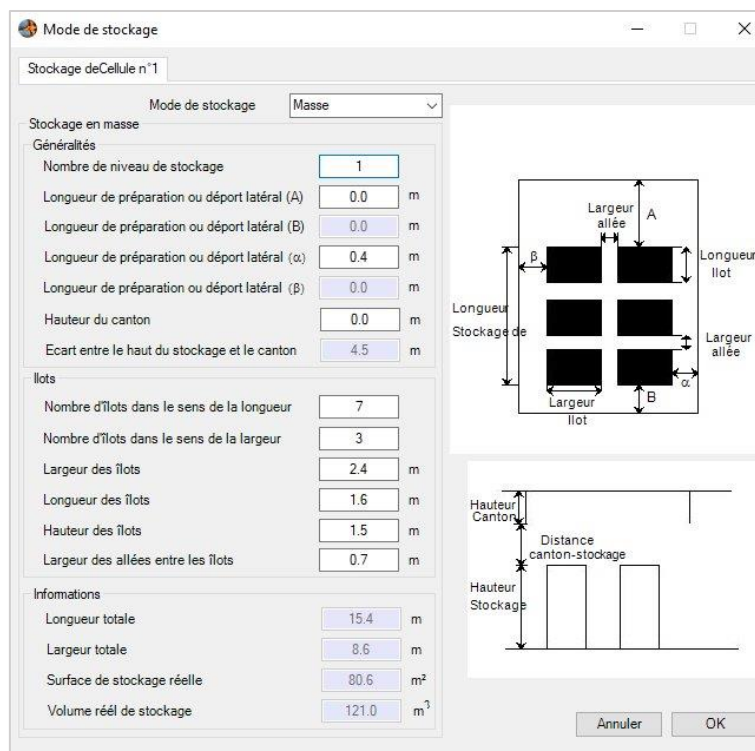 Mode de stockage
Stockage deCellule n°1
Mode de stockage Masse
Stockage en masse
Généralités
Nombre de niveau de stockage 1
Longueur de préparation ou déport latéral (A) 0.0 m
Longueur de préparation ou déport latéral (B) 0.0 m
Longueur de préparation ou déport latéral (α) 0.4 m
Longueur de préparation ou déport latéral (β) 0.0 m
Hauteur du canton 0.0 m
Ecart entre le haut du stockage et le canton 4.5 m
Ilots
Nombre d'îlots dans le sens de la longueur 7
Nombre d'îlots dans le sens de la largeur 3
Largeur des îlots 2.4 m
Longueur des îlots 1.6 m
Hauteur des îlots 1.5 m
Largeur des allées entre les îlots 0.7 m
Informations
Longueur totale 15.4 m
Largeur totale 8.6 m
Surface de stockage réelle 80.6 m²
Volume réél de stockage 121.0 m3
Largeur
allée
A
β
Longueur
Ilot
Longueur
Stockage de
Largeur
allée
α
Largeur
Ilot
B
Hauteur
Canton
Distance
canton-stockage
Hauteur
Stockage
Annuler
OK